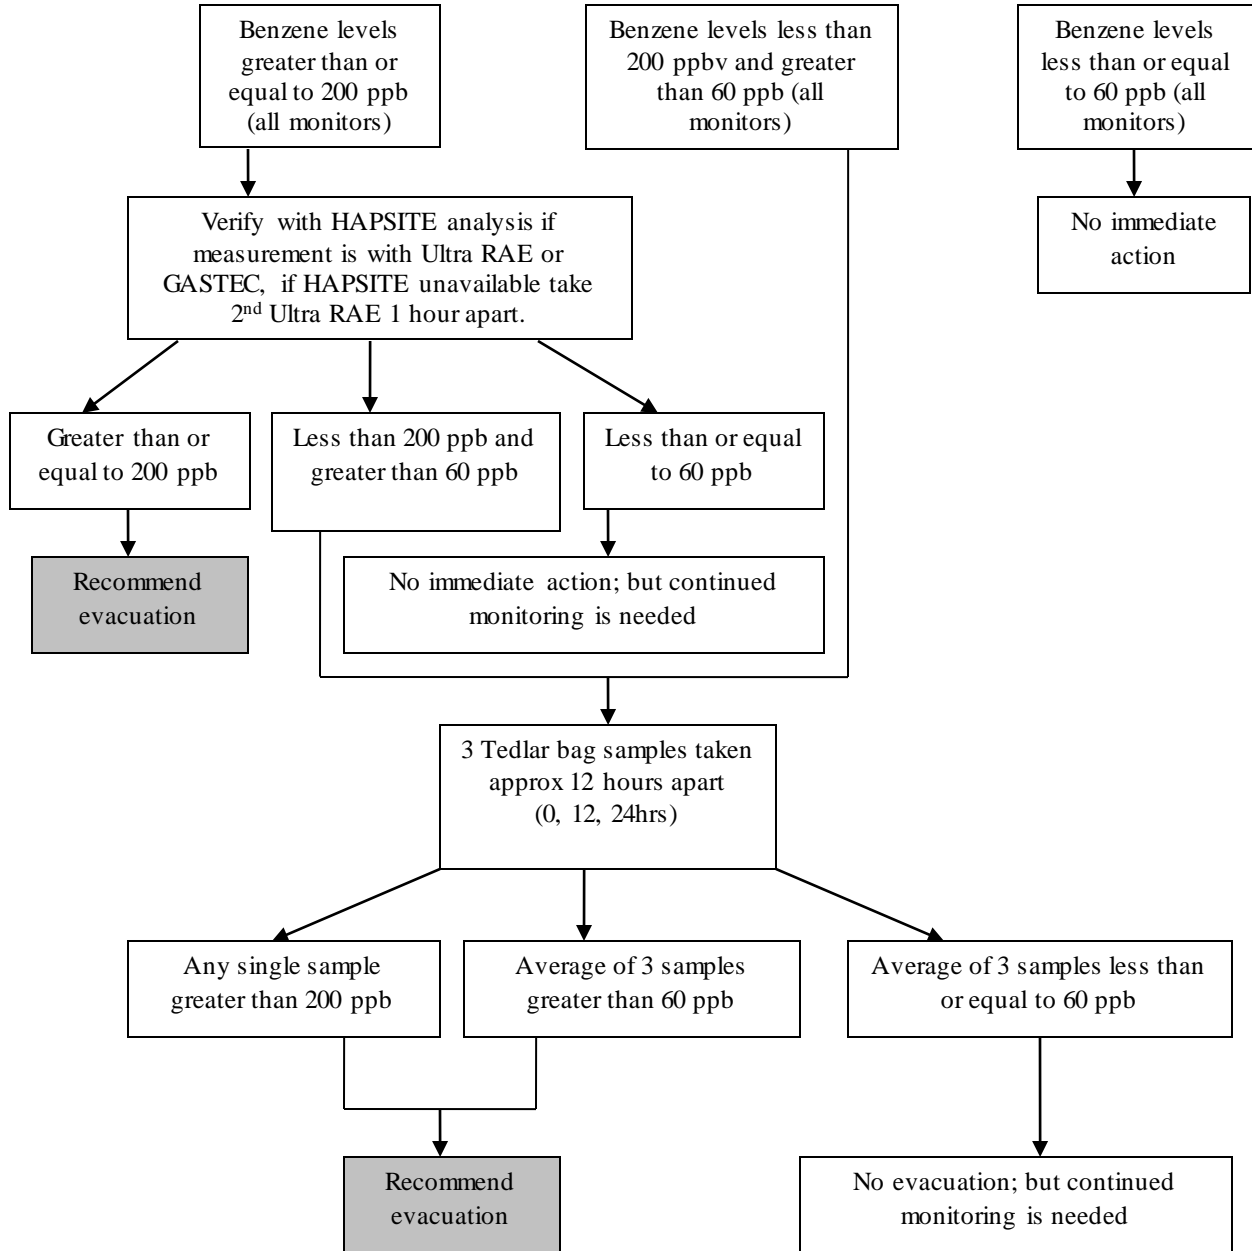 Benzene levels
greater than or
equal to 200 ppb
(all monitors)
Benzene levels less than
200 ppbv and greater
than 60 ppb (all
monitors)
Benzene levels
less than or equal
to 60 ppb (all
monitors)
Verify with HAPSITE analysis if
measurement is with Ultra RAE or
GASTEC, if HAPSITE unavailable take
2nd Ultra RAE 1 hour apart.
No immediate
action
Greater than or
equal to 200 ppb
Less than 200 ppb and
greater than 60 ppb
Less than or equal
to 60 ppb
Recommend
evacuation
No immediate action; but continued
monitoring is needed
3 Tedlar bag samples taken
approx 12 hours apart
(0, 12, 24hrs)
Any single sample
greater than 200 ppb
Average of 3 samples
greater than 60 ppb
Average of 3 samples less than
or equal to 60 ppb
Recommend
evacuation
No evacuation; but continued
monitoring is needed